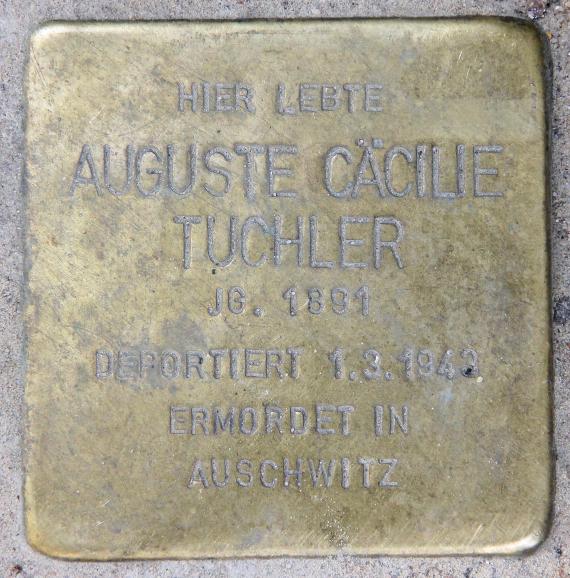 HIER LEBTE
AUGUSTE CÄCILIE
TUCHLER
JG. 1891
DEPORTIERT 1.3.1943
ERMORDET IN
AUSCHWITZ